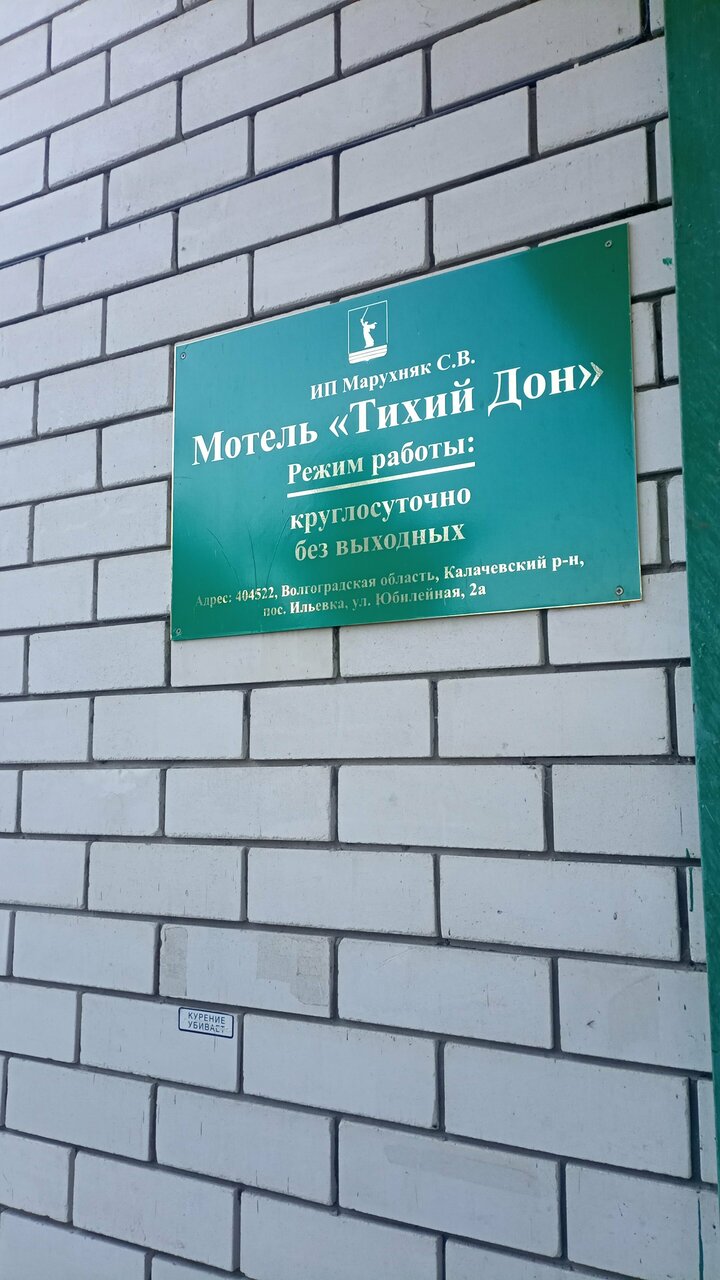 ИП Марухняк С.В.
Мотель «Тихий Дон»
Режим работы:
круглосуточно
без выходных
Адрес: 404522, Волгоградская область, Калачевский р-н,
пос. Ильевка, ул. Юбилейная, 2а
КУРЕНИЕ
УБИВАЕТ